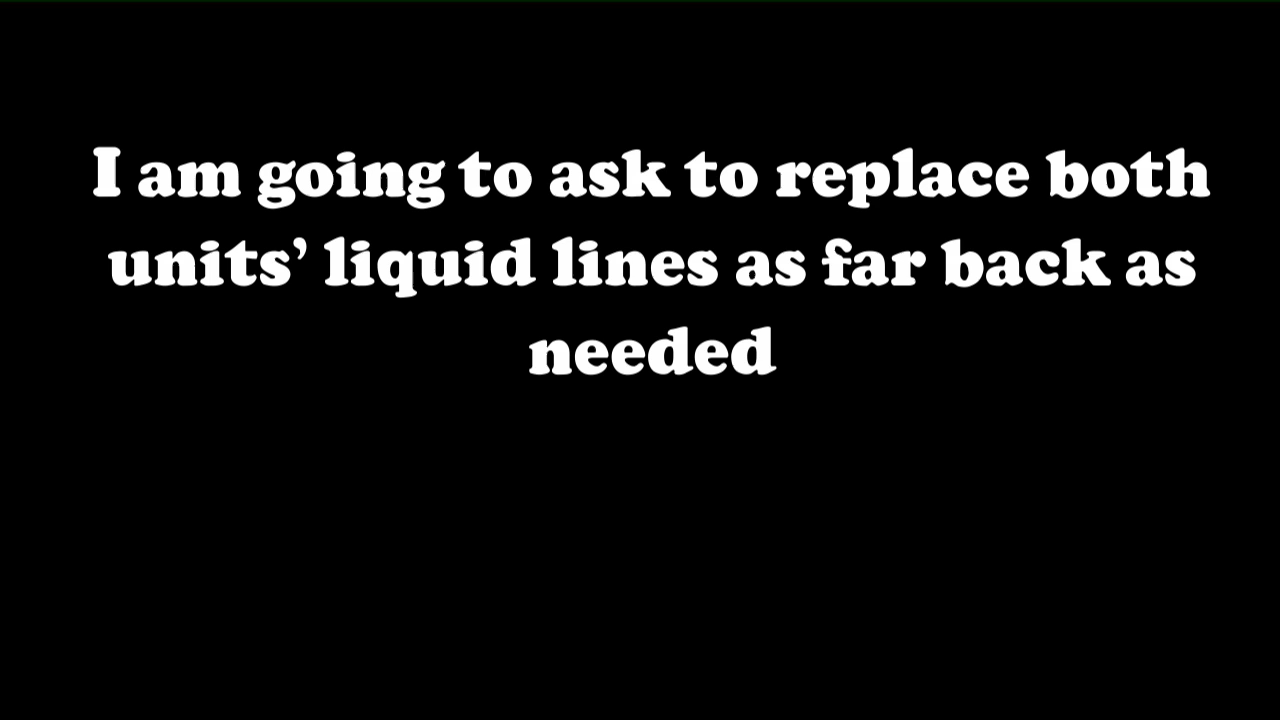 I am going to ask to replace both
units’ liquid lines as far back as
needed